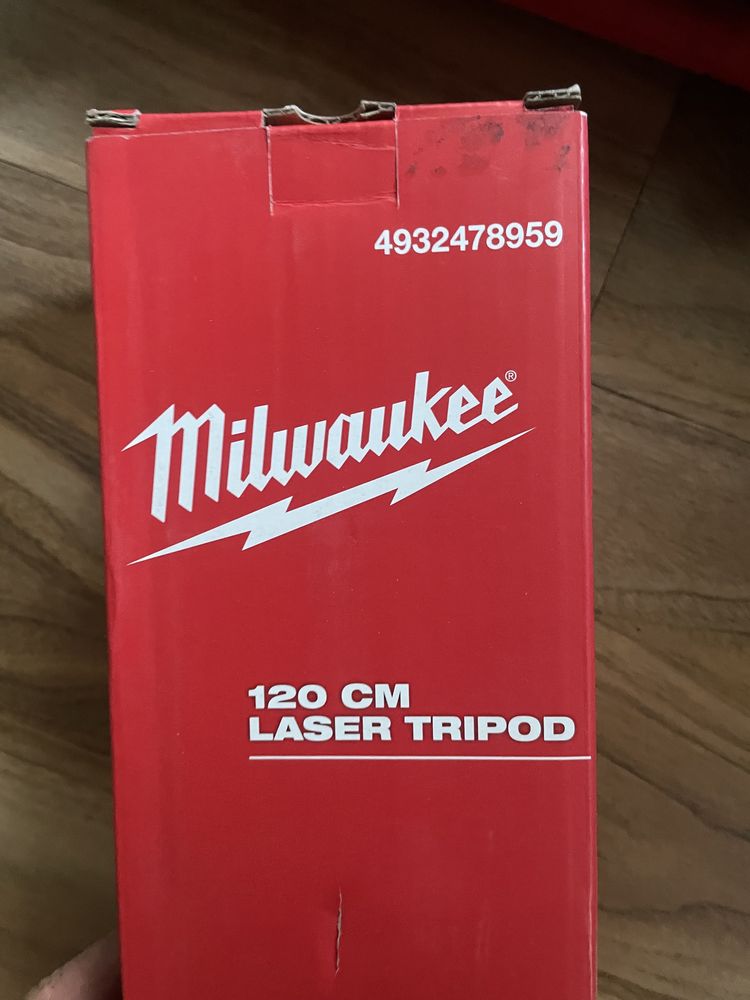 4932478959
Milwaukee®
120 CM
LASER TRIPOD